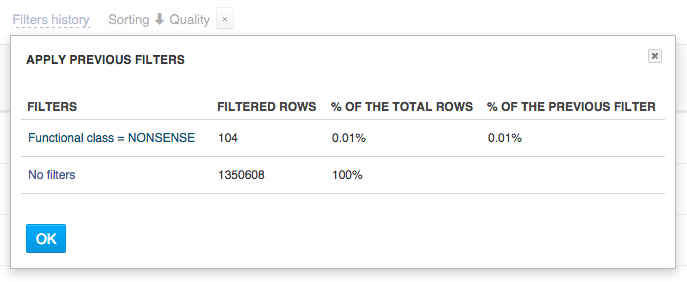 Filters history Sorting Quality ×
APPLY PREVIOUS FILTERS
FILTERS FILTERED ROWS % OF THE TOTAL ROWS % OF THE PREVIOUS FILTER
Functional class = NONSENSE 104 0.01% 0.01%
No filters 1350608 100%
OK